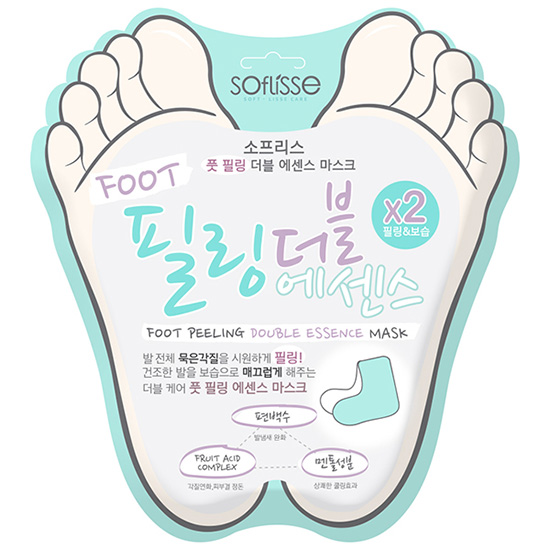 soflisse
SOFT · LISSE CARE
소프리스
풋 필링 더블 에센스 마스크
FOOT
필링더블
에센스
x2
필링&보습
FOOT PEELING DOUBLE ESSENCE MASK
발 전체 묵은각질을 시원하게 필링!
건조한 발을 보습으로 매끄럽게 해주는
더블 케어 풋 필링 에센스 마스크
편백수
발냄새 완화
FRUIT ACID
COMPLEX
각질연화,피부결 정돈
멘톨성분
상쾌한 쿨링효과